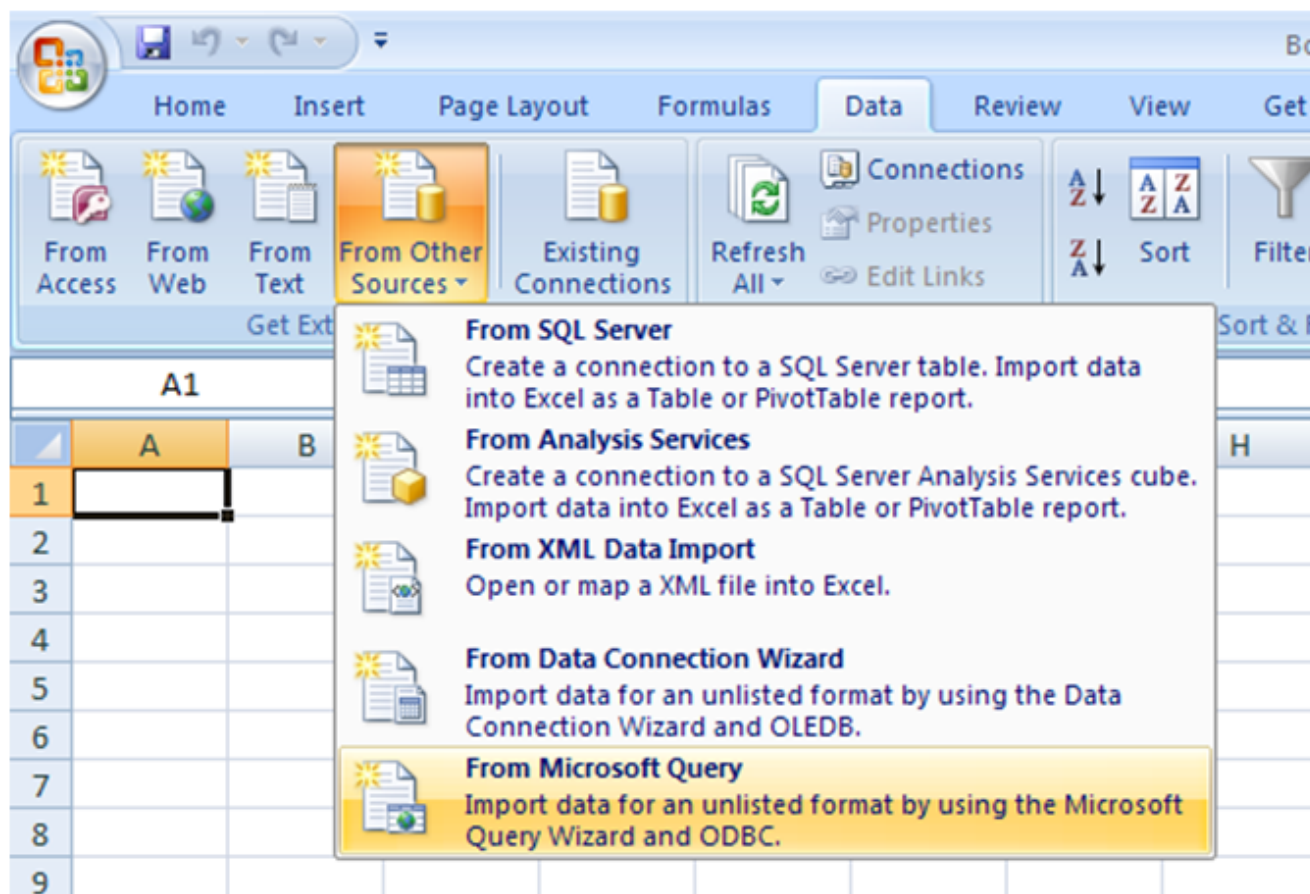 Bo
Home Insert Page Layout Formulas Data Review View Get
From Access
From Web
From Text
From Other Sources
Existing Connections
Refresh All
Connections
Properties
Edit Links
A Z
Z A
A Z
Z A
Sort
Filter
Get Ext
Sort & F
From SQL Server
Create a connection to a SQL Server table. Import data
into Excel as a Table or PivotTable report.
From Analysis Services
Create a connection to a SQL Server Analysis Services cube.
Import data into Excel as a Table or PivotTable report.
From XML Data Import
Open or map a XML file into Excel.
From Data Connection Wizard
Import data for an unlisted format by using the Data
Connection Wizard and OLEDB.
From Microsoft Query
Import data for an unlisted format by using the Microsoft
Query Wizard and ODBC.
A1
A B H
1
2
3
4
5
6
7
8
9